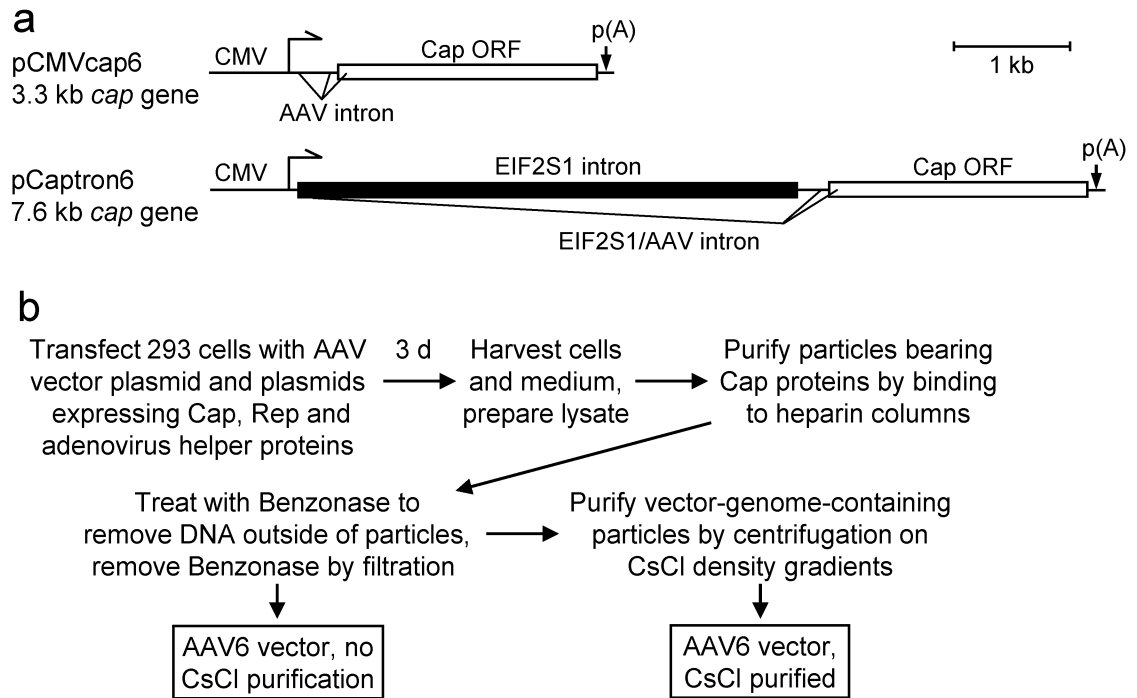 a
pCMVcap6
3.3 kb cap gene
CMV
Cap ORF
p(A)
AAV intron
1 kb
pCaptron6
7.6 kb cap gene
CMV
EIF2S1 intron
Cap ORF
p(A)
EIF2S1/AAV intron
b
Transfect 293 cells with AAV
vector plasmid and plasmids
expressing Cap, Rep and
adenovirus helper proteins
3 d
Harvest cells
and medium,
prepare lysate
Purify particles bearing
Cap proteins by binding
to heparin columns
Treat with Benzonase to
remove DNA outside of particles,
remove Benzonase by filtration
Purify vector-genome-containing
particles by centrifugation on
CsCl density gradients
AAV6 vector, no
CsCl purification
AAV6 vector,
CsCl purified